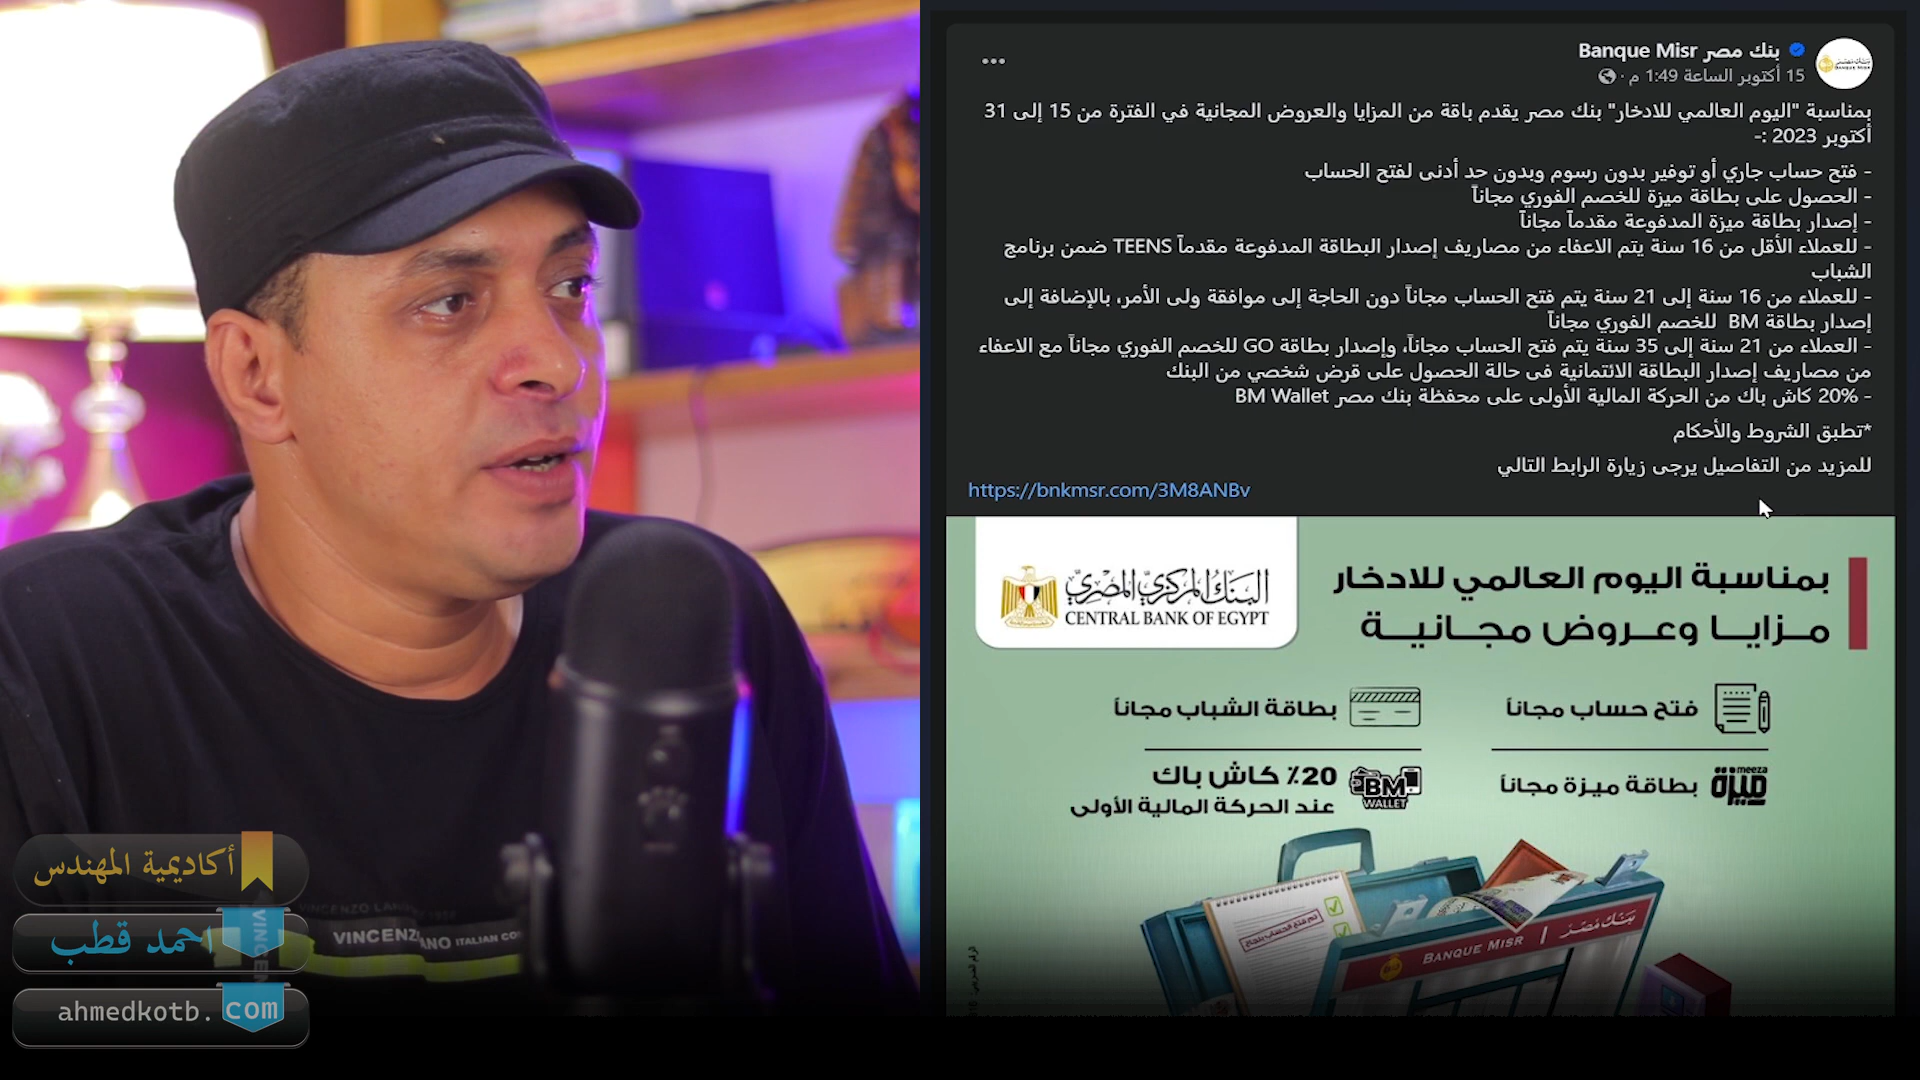 بنك مصر Banque Misr
15 أكتوبر الساعة 1:49 م ·
بمناسبة "اليوم العالمي للادخار" بنك مصر يقدم باقة من المزايا والعروض المجانية في الفترة من 15 إلى 31
أكتوبر 2023 :-
- فتح حساب جاري أو توفير بدون رسوم وبدون حد أدنى لفتح الحساب
- الحصول على بطاقة ميزة للخصم الفوري مجاناً
- إصدار بطاقة ميزة المدفوعة مقدماً مجاناً
- للعملاء الأقل من 16 سنة يتم الاعفاء من مصاريف إصدار البطاقة المدفوعة مقدماً TEENS ضمن برنامج
الشباب
- للعملاء من 16 سنة إلى 21 سنة يتم فتح الحساب مجاناً دون الحاجة إلى موافقة ولى الأمر، بالإضافة إلى
إصدار بطاقة BM للخصم الفوري مجاناً
- العملاء من 21 سنة إلى 35 سنة يتم فتح الحساب مجاناً، وإصدار بطاقة GO للخصم الفوري مجاناً مع الاعفاء
من مصاريف إصدار البطاقة الائتمانية فى حالة الحصول على قرض شخصي من البنك
- 20% كاش باك من الحركة المالية الأولى على محفظة بنك مصر BM Wallet
*تطبق الشروط والأحكام
للمزيد من التفاصيل يرجى زيارة الرابط التالي
https://bnkmsr.com/3M8ANBv
بمناسبة اليوم العالمي للادخار
مزايا وعروض مجانية
البنك المركزي المصري
CENTRAL BANK OF EGYPT
فتح حساب مجاناً
بطاقة الشباب مجاناً
meeza
ميزة
بطاقة ميزة مجاناً
BM
WALLET
20٪ كاش باك
عند الحركة المالية الأولى
تم فتح الحساب بنجاح
BANQUE MISR | بنك مصر
أكاديمية المهندس
احمد قطب
ahmedkotb.com
VINCENZO
ANO ITALIAN CO